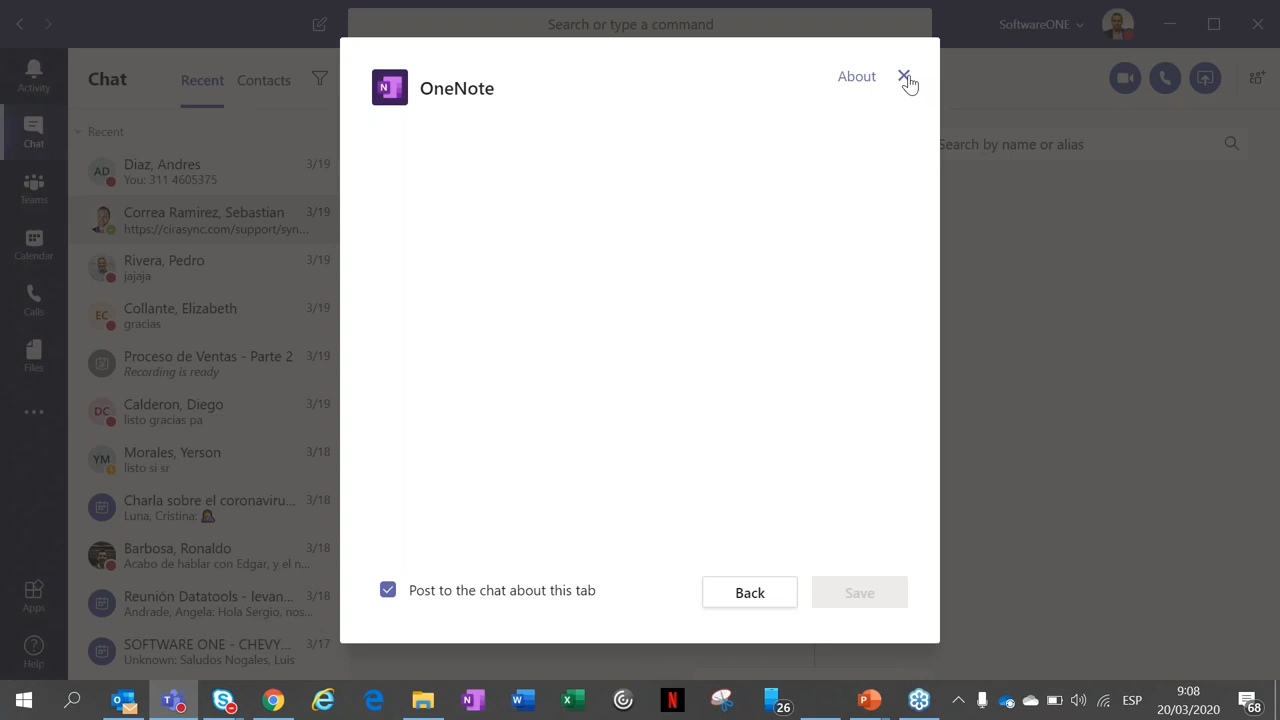 Search or type a command
SoftwareONE
Activity
Chat
Teams
Calendar
Calls
Files
Apps
Help
Chat
Recent
Contacts
Recent
AD
Diaz, Andres
3/19
You: 311 4605375
Correa Ramirez, Sebastian
3/19
https://cirasync.com/support/syn...
Rivera, Pedro
3/19
jajaja
EC
Collante, Elizabeth
3/19
gracias
Proceso de Ventas - Parte 2
3/19
Recording is ready
DC
Calderon, Diego
3/19
listo gracias pa
YM
Morales, Yerson
3/18
listo si sr
Charla sobre el coronaviru...
3/18
Luna, Cristina:
Barbosa, Ronaldo
3/18
Acabo de hablar con Edgar, y el n...
Reunión Datatools - levan...
3/18
Andrade, Angela: Hola Sergio, nos...
SOFTWARE ONE - CHEVY...
3/17
Unknown: Saludos Nogales, Luis
N
OneNote
About
Search by name or alias
Post to the chat about this tab
Back
Save
26
ESP
9:08
20/03/2020
68